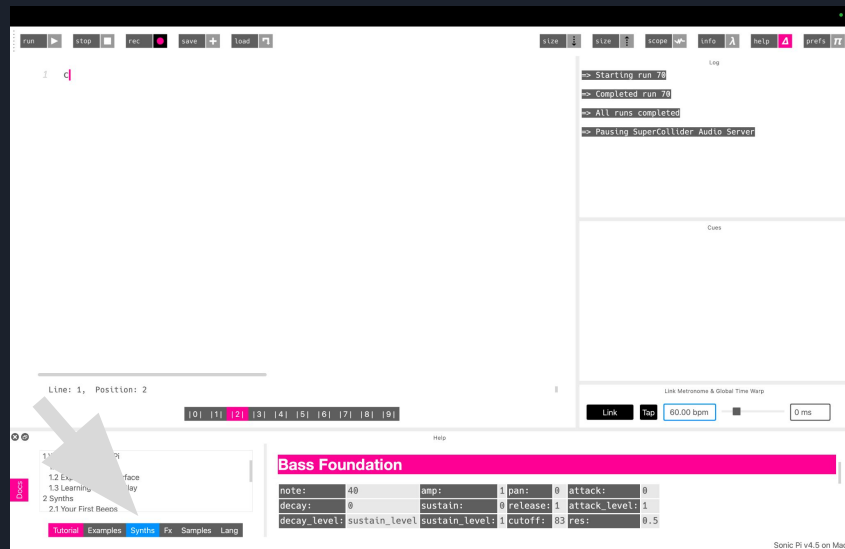 run stop rec save load size size scope info help prefs
Log
1 c
=> Starting run 70
=> Completed run 70
=> All runs completed
=> Pausing SuperCollider Audio Server
Cues
Line: 1, Position: 2
Link Metronome & Global Time Warp
|0| |1| |2| |3| |4| |5| |6| |7| |8| |9|
Link Tap 60.00 bpm 0 ms
Help
Docs
1.3 Learning
2 Synths
2.1 Your First Beeps
Tutorial Examples Synths Fx Samples Lang
Bass Foundation
note: 40 amp: 1 pan: 0 attack: 0
decay: 0 sustain: 0 release: 1 attack_level: 1
decay_level: sustain_level sustain_level: 1 cutoff: 83 res: 0.5
Sonic Pi v4.5 on Mac